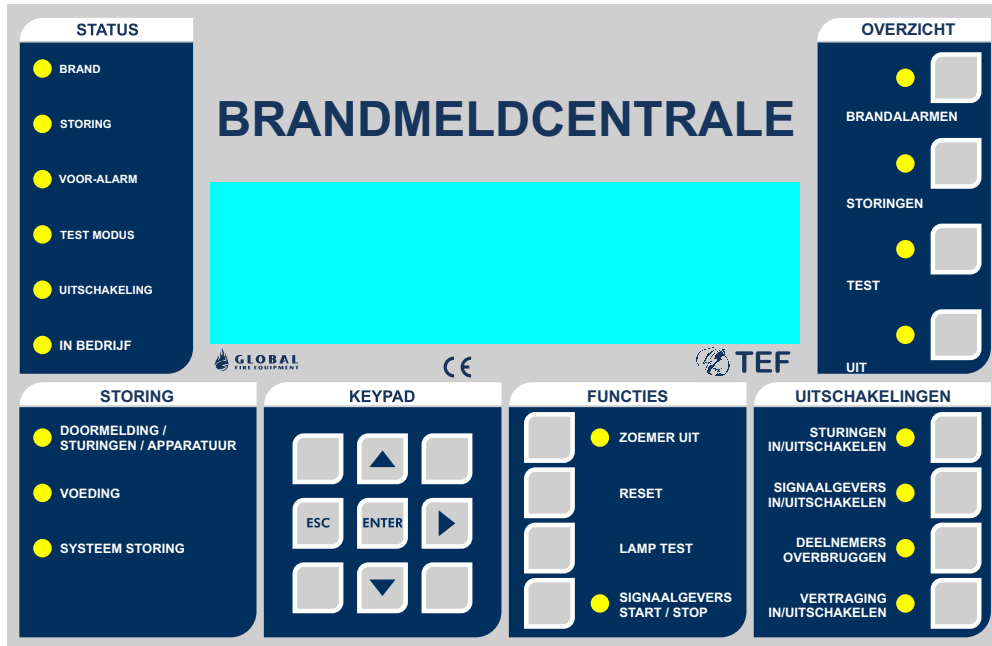 STATUS
BRAND
STORING
VOOR-ALARM
TEST MODUS
UITSCHAKELING
IN BEDRIJF
BRANDMELDCENTRALE
GLOBAL
FIRE EQUIPMENT
CE
TEF
OVERZICHT
BRANDALARMEN
STORINGEN
TEST
UIT
STORING
DOORMELDING /
STURINGEN / APPARATUUR
VOEDING
SYSTEEM STORING
KEYPAD
ESC
ENTER
FUNCTIES
ZOEMER UIT
RESET
LAMP TEST
SIGNAALGEVERS
START / STOP
UITSCHAKELINGEN
STURINGEN
IN/UITSCHAKELEN
SIGNAALGEVERS
IN/UITSCHAKELEN
DEELNEMERS
OVERBRUGGEN
VERTRAGING
IN/UITSCHAKELEN